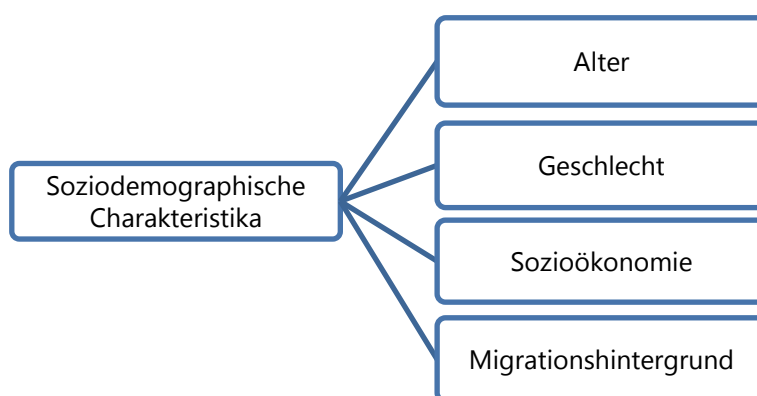 Alter
Geschlecht
Soziodemographische
Charakteristika
Sozioökonomie
Migrationshintergrund